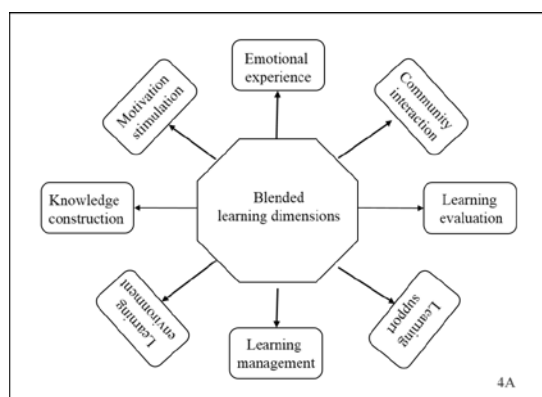 Emotional
experience
Motivation
stimulation
Community
interaction
Knowledge
construction
Blended
learning dimensions
Learning
evaluation
Learning
environment
Learning
management
Learning
support
4A